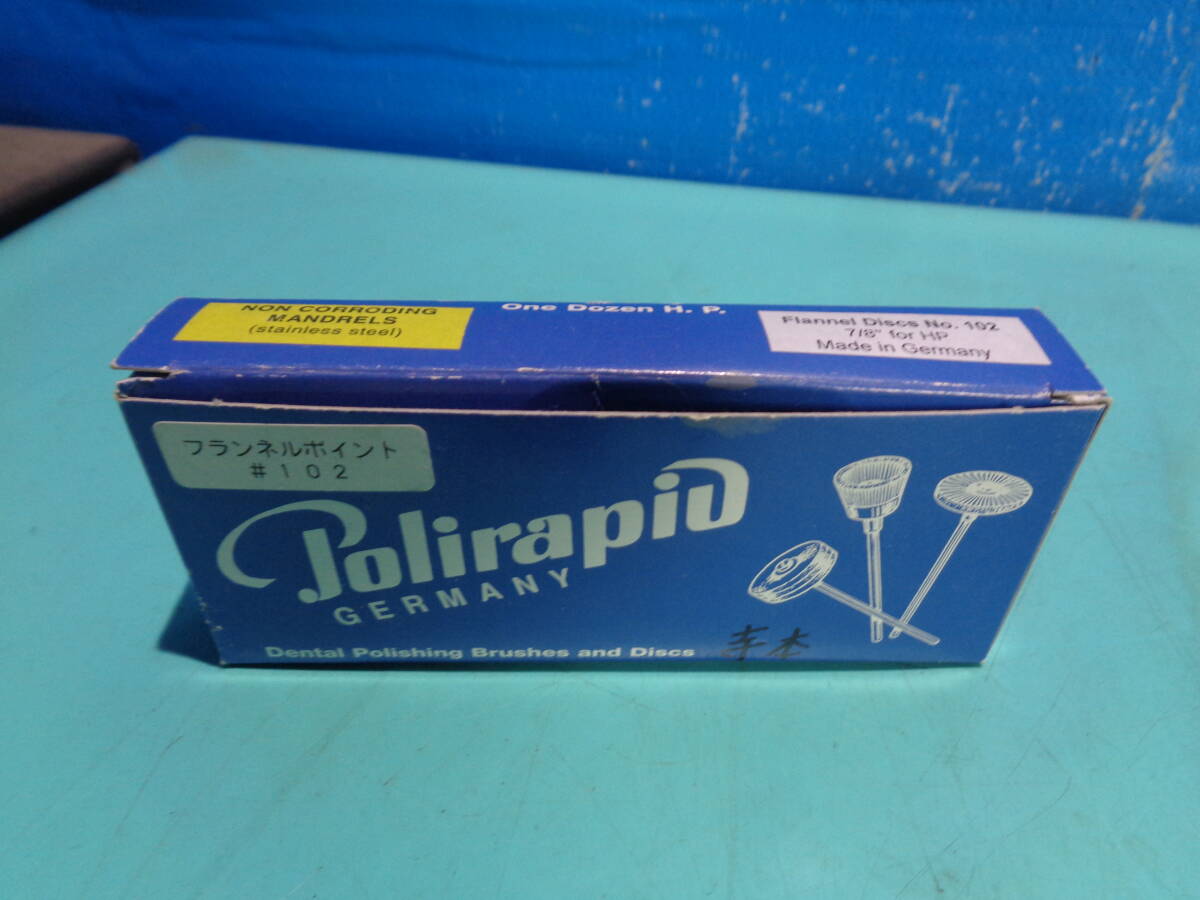 NON CORRODING
MANDRELS
(stainless steel)
One Dozen H. P.
Flannel Discs No. 102
7/8" for HP
Made in Germany
フランネルポイント
#102
Polirapid
GERMANY
Dental Polishing Brushes and Discs